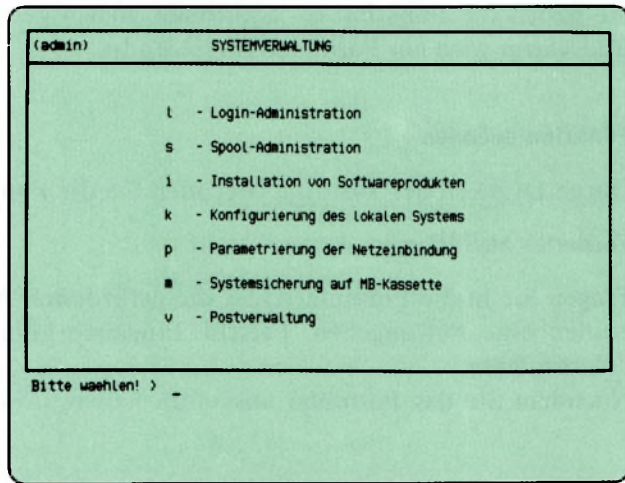 (admin) SYSTEMVERWALTUNG
l - Login-Administration
s - Spool-Administration
i - Installation von Softwareprodukten
k - Konfigurierung des lokalen Systems
p - Parametrierung der Netzeinbindung
m - Systemsicherung auf MB-Kassette
v - Postverwaltung
Bitte waehlen! > _